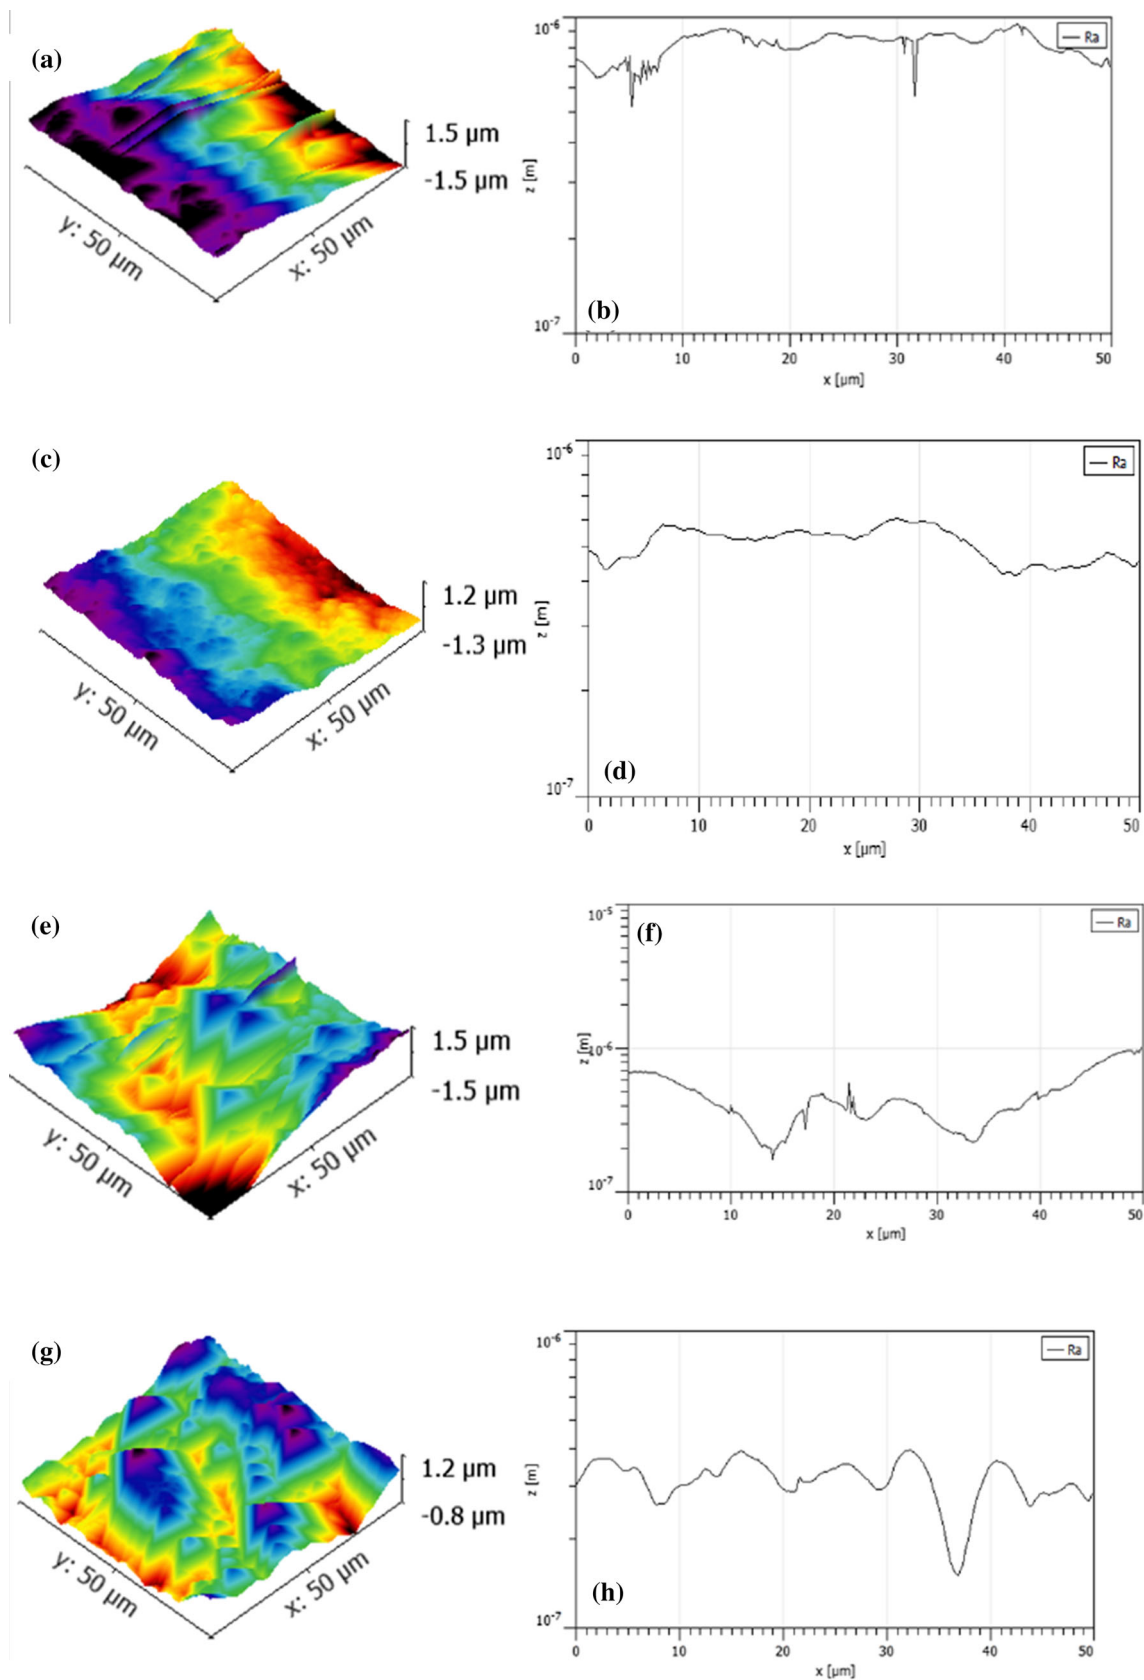 (a)
1.5 µm
-1.5 µm
y: 50 µm
x: 50 µm
10⁻⁶
Ra
z [m]
(b)
10⁻⁷
0 10 20 30 40 50
x [µm]
(c)
1.2 µm
-1.3 µm
y: 50 µm
x: 50 µm
10⁻⁶
Ra
z [m]
(d)
10⁻⁷
0 10 20 30 40 50
x [µm]
(e)
1.5 µm
-1.5 µm
y: 50 µm
x: 50 µm
10⁻⁵
(f)
Ra
z [m]
10⁻⁶
10⁻⁷
0 10 20 30 40 50
x [µm]
(g)
1.2 µm
-0.8 µm
y: 50 µm
x: 50 µm
10⁻⁶
Ra
z [m]
(h)
10⁻⁷
0 10 20 30 40 50
x [µm]